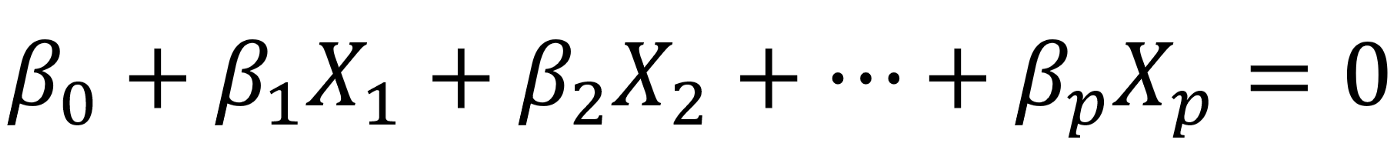 β₀ + β₁X₁ + β₂X₂ + ⋯ + βₚXₚ = 0